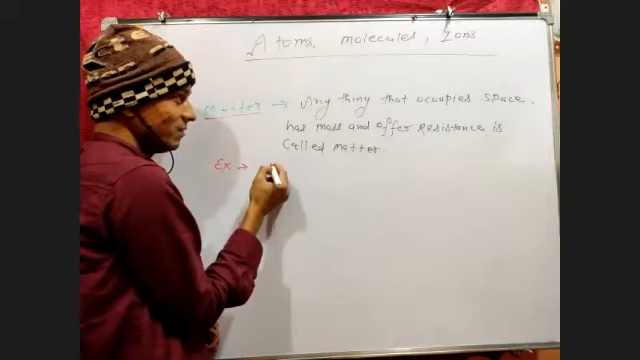 Atoms, molecules, Ions
Matter → Any thing that occupies space,
has mass and offer Resistance is
Called matter.
Ex →